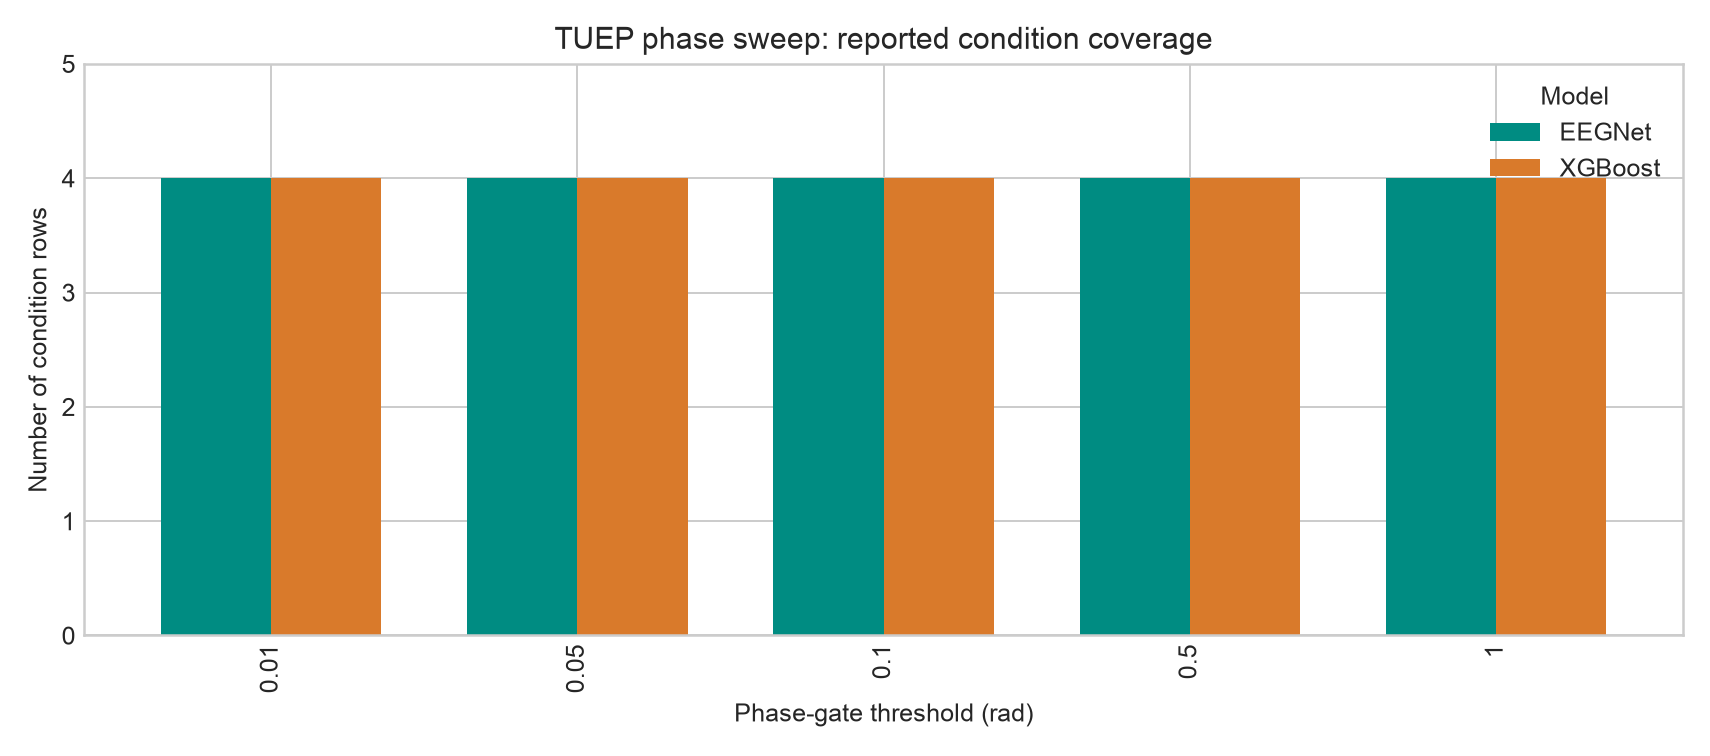 TUEP phase sweep: reported condition coverage
Model
EEGNet
XGBoost
Number of condition rows
5
4
3
2
1
0
0.01
0.05
0.1
0.5
1
Phase-gate threshold (rad)